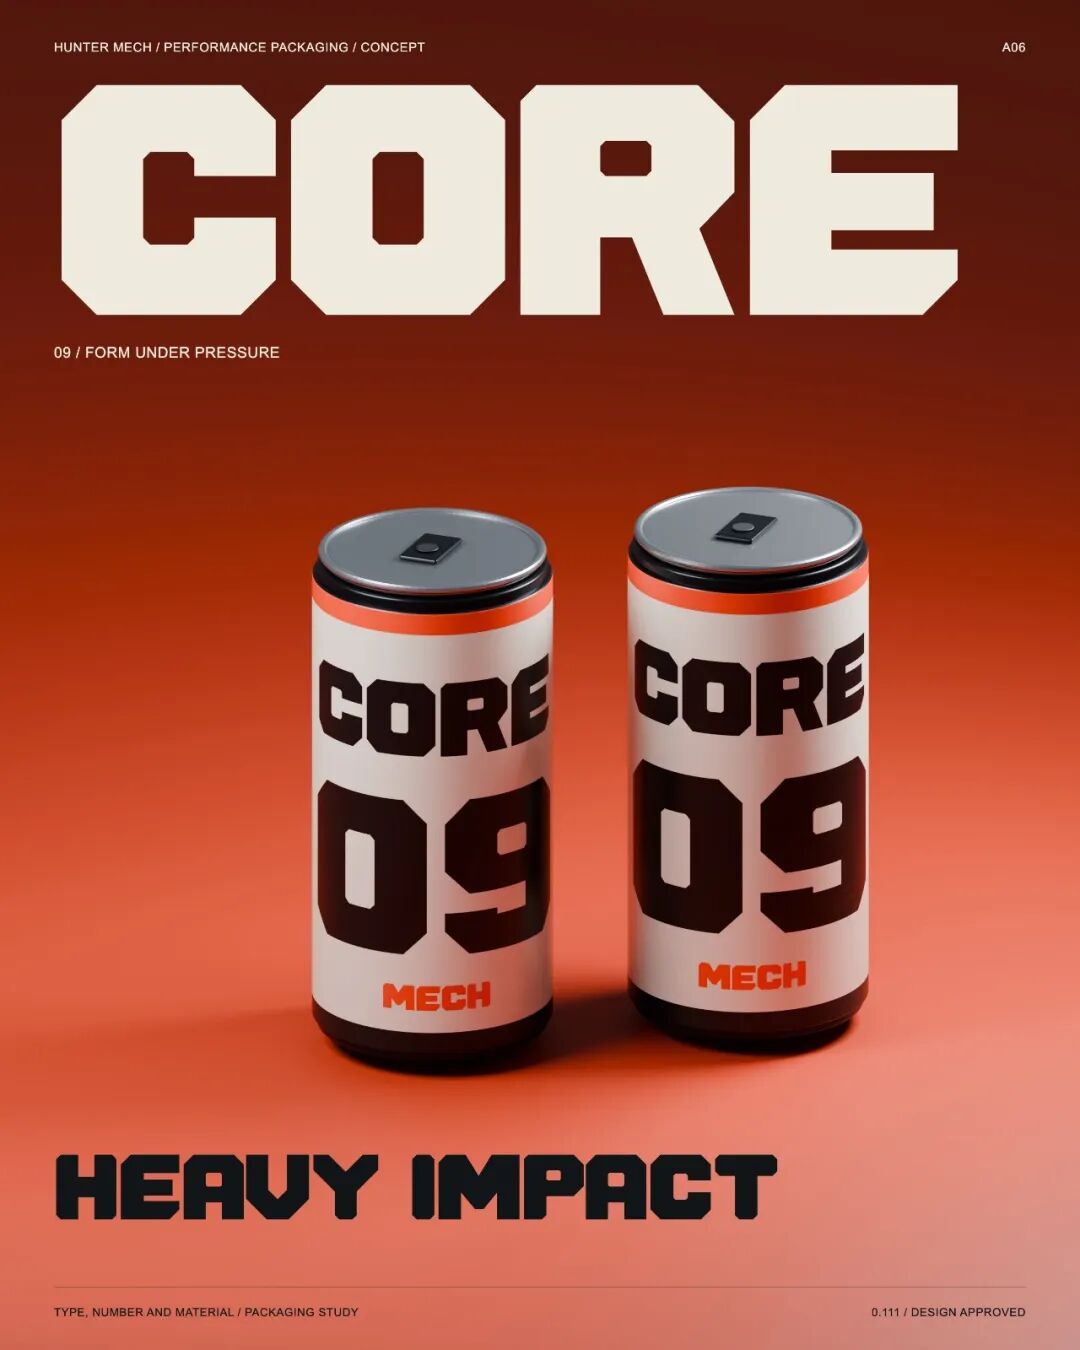 HUNTER MECH / PERFORMANCE PACKAGING / CONCEPT
A06
CORE
09 / FORM UNDER PRESSURE
CORE
09
MECH
CORE
09
MECH
HEAVY IMPACT
TYPE, NUMBER AND MATERIAL / PACKAGING STUDY
0.111 / DESIGN APPROVED